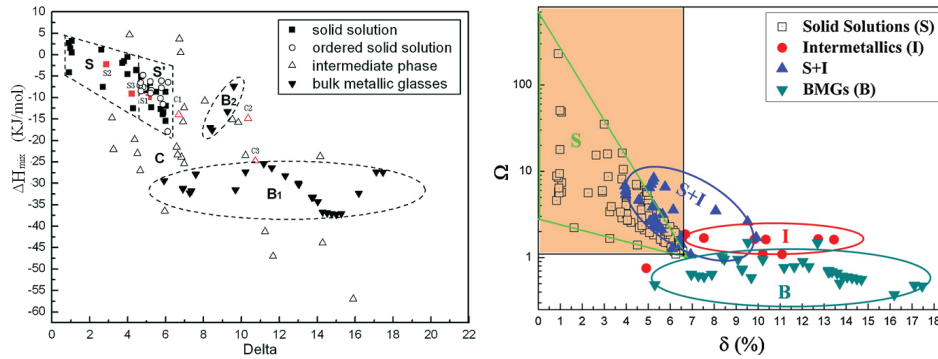 10
5
0
-5
-10
-15
-20
-25
-30
-35
-40
-45
-50
-55
-60
ΔHmix (KJ/mol)
0 2 4 6 8 10 12 14 16 18 20 22
Delta
solid solution
ordered solid solution
intermediate phase
bulk metallic glasses
S
S'
S2
S3
S1
C1
C2
C3
C
B2
B1
100
10
1
Ω
0 1 2 3 4 5 6 7 8 9 10 11 12 13 14 15 16 17 18
δ (%)
Solid Solutions (S)
Intermetallics (I)
S+I
BMGs (B)
S
S+I
I
B